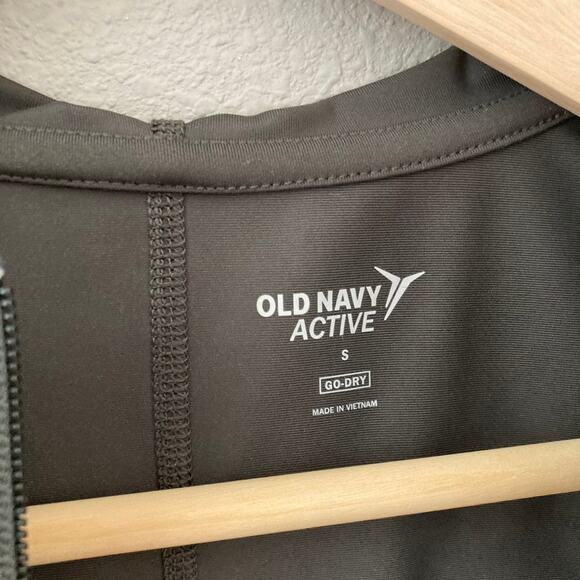 OLD NAVY
ACTIVE
S
GO-DRY
MADE IN VIETNAM